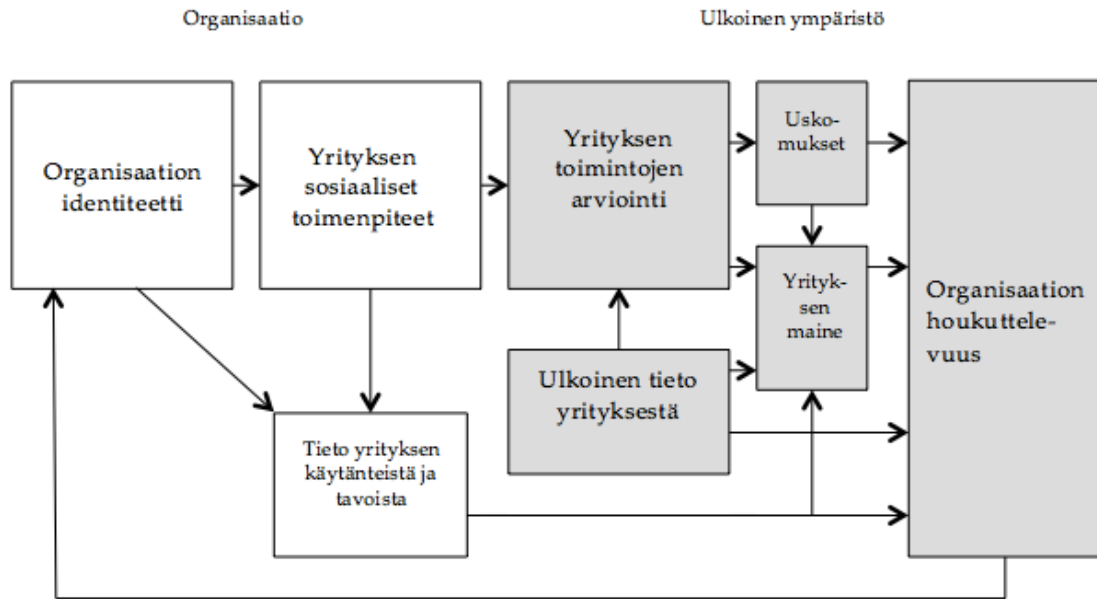 Organisaatio
Ulkoinen ympäristö
Organisaation
identiteetti
Yrityksen
sosiaaliset
toimenpiteet
Yrityksen
toimintojen
arviointi
Usko-
mukset
Yrityk-
sen
maine
Organisaation
houkuttele-
vuus
Ulkoinen tieto
yrityksestä
Tieto yrityksen
käytänteistä ja
tavoista